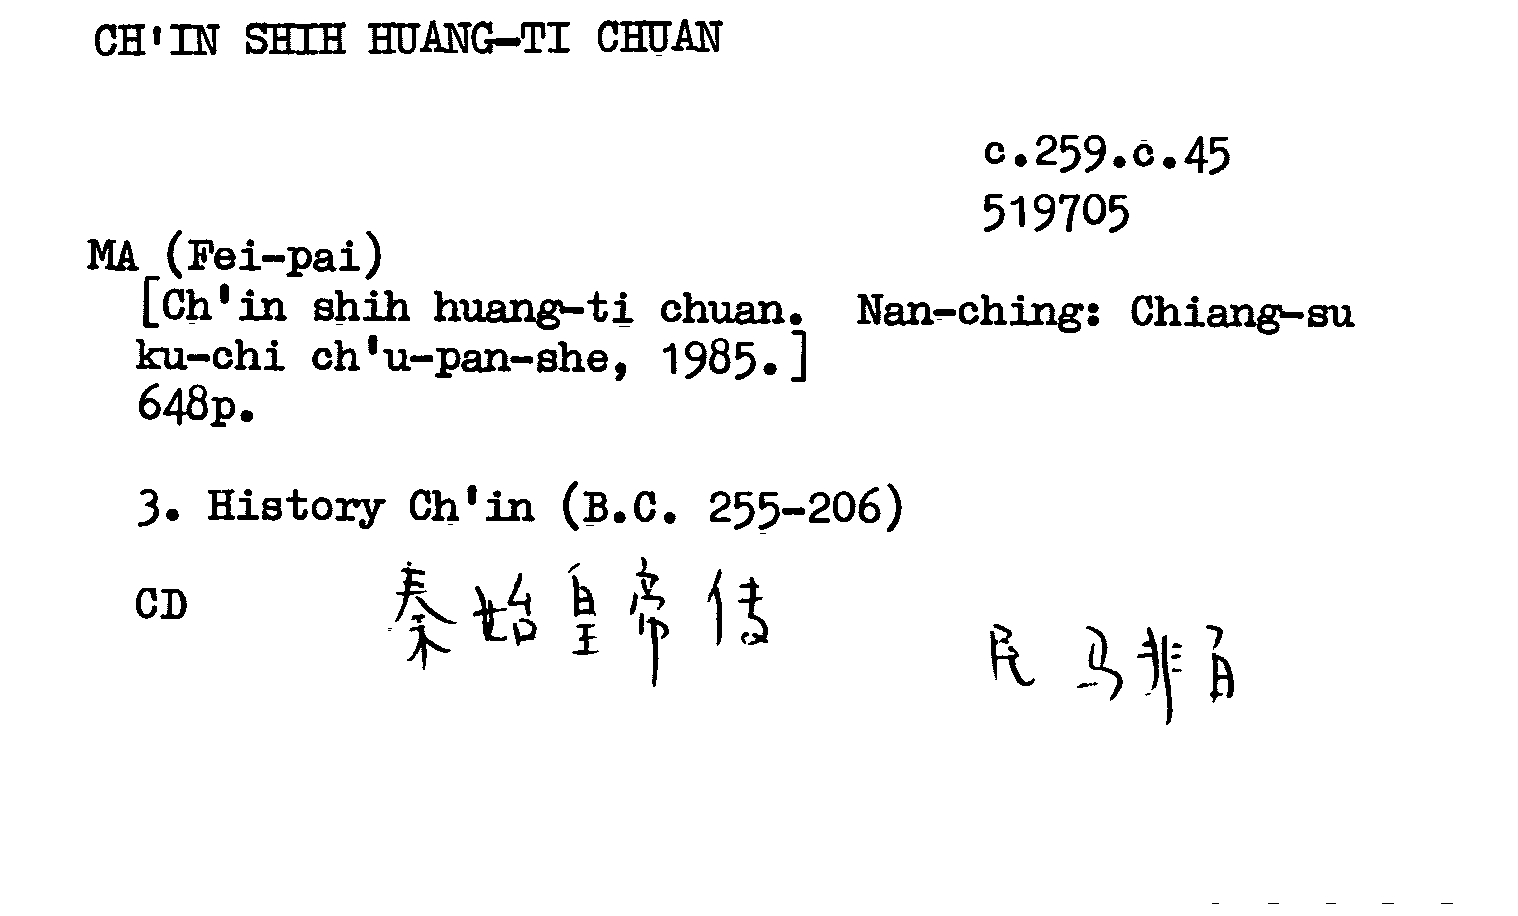 CH'IN SHIH HUANG-TI CHUAN
c.259.c.45
519705
MA (Fei-pai)
[Ch'in shih huang-ti chuan. Nan-ching: Chiang-su
ku-chi ch'u-pan-she, 1985.]
648p.
3. History Ch'in (B.C. 255-206)
CD 秦始皇帝传
民 马非百